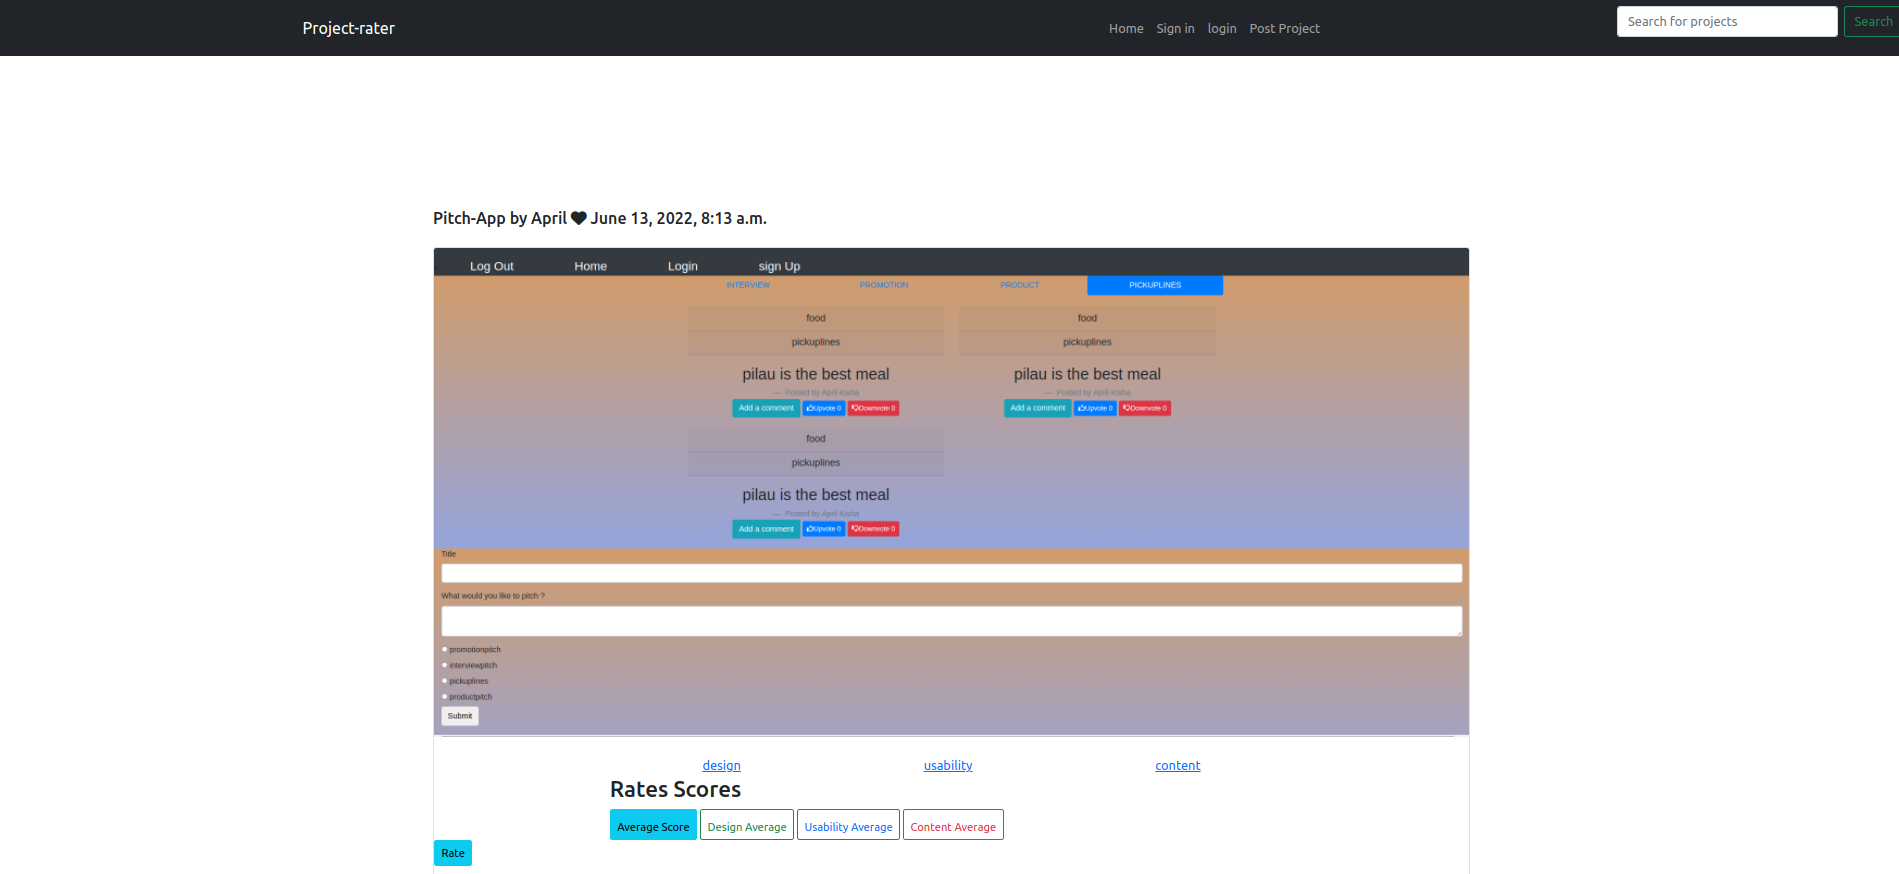 Project-rater Home Sign in login Post Project Search for projects Search
Pitch-App by April June 13, 2022, 8:13 a.m.
Log Out Home Login sign Up
INTERVIEW PROMOTION PRODUCT PICKUPLINES
food food
pickuplines pickuplines
pilau is the best meal pilau is the best meal
— Posted by April Kisha — Posted by April Kisha
Add a comment Upvote 0 Downvote 0 Add a comment Upvote 0 Downvote 0
food
pickuplines
pilau is the best meal
— Posted by April Kisha
Add a comment Upvote 0 Downvote 0
Title
What would you like to pitch ?
promotionpitch
interviewpitch
pickuplines
productpitch
Submit
design usability content
Rates Scores
Average Score Design Average Usability Average Content Average
Rate